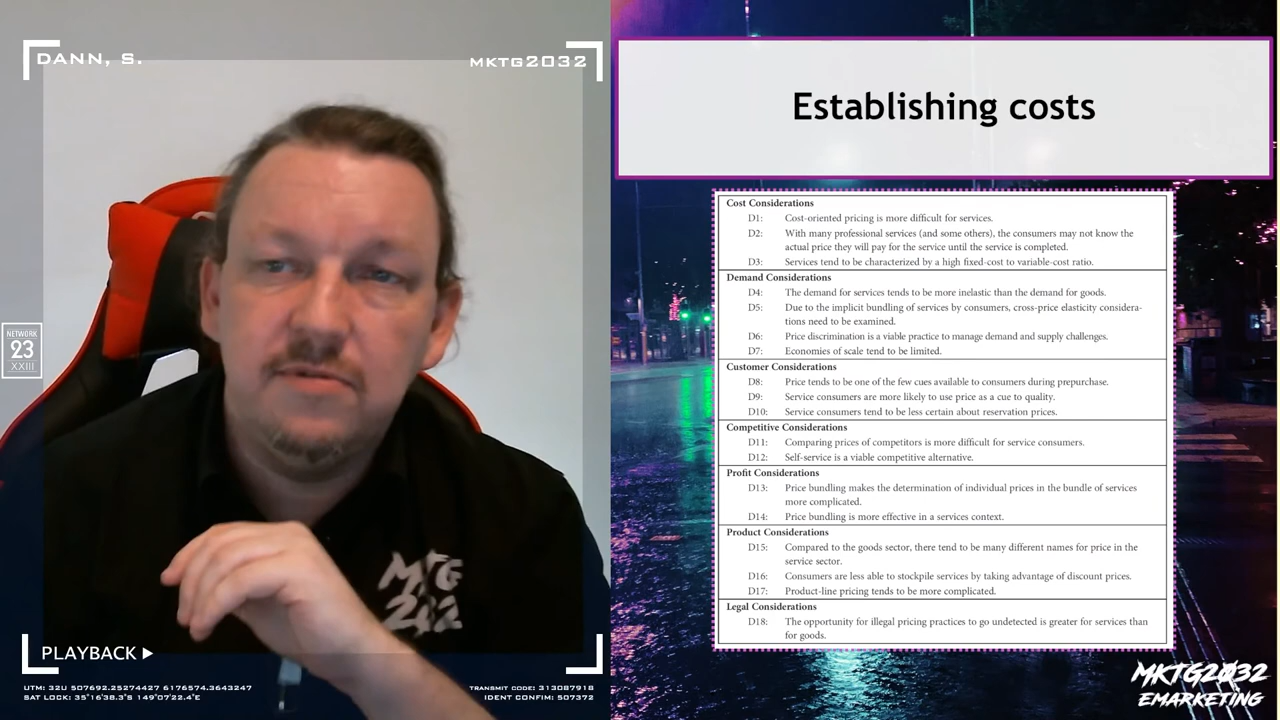 DANN, S.
MKTG2032
NETWORK
23
XXIII
PLAYBACK
UTM: 32U 507692.25274427 6176574.3643247
SAT LOCK: 35°16'38.3"S 149°07'22.4"E
TRANSMIT CODE: 313087918
IDENT CONFIM: 507372
Establishing costs
Cost Considerations
D1: Cost-oriented pricing is more difficult for services.
D2: With many professional services (and some others), the consumers may not know the
actual price they will pay for the service until the service is completed.
D3: Services tend to be characterized by a high fixed-cost to variable-cost ratio.
Demand Considerations
D4: The demand for services tends to be more inelastic than the demand for goods.
D5: Due to the implicit bundling of services by consumers, cross-price elasticity considera-
tions need to be examined.
D6: Price discrimination is a viable practice to manage demand and supply challenges.
D7: Economies of scale tend to be limited.
Customer Considerations
D8: Price tends to be one of the few cues available to consumers during prepurchase.
D9: Service consumers are more likely to use price as a cue to quality.
D10: Service consumers tend to be less certain about reservation prices.
Competitive Considerations
D11: Comparing prices of competitors is more difficult for service consumers.
D12: Self-service is a viable competitive alternative.
Profit Considerations
D13: Price bundling makes the determination of individual prices in the bundle of services
more complicated.
D14: Price bundling is more effective in a services context.
Product Considerations
D15: Compared to the goods sector, there tend to be many different names for price in the
service sector.
D16: Consumers are less able to stockpile services by taking advantage of discount prices.
D17: Product-line pricing tends to be more complicated.
Legal Considerations
D18: The opportunity for illegal pricing practices to go undetected is greater for services than
for goods.
MKTG2032
EMARKETING